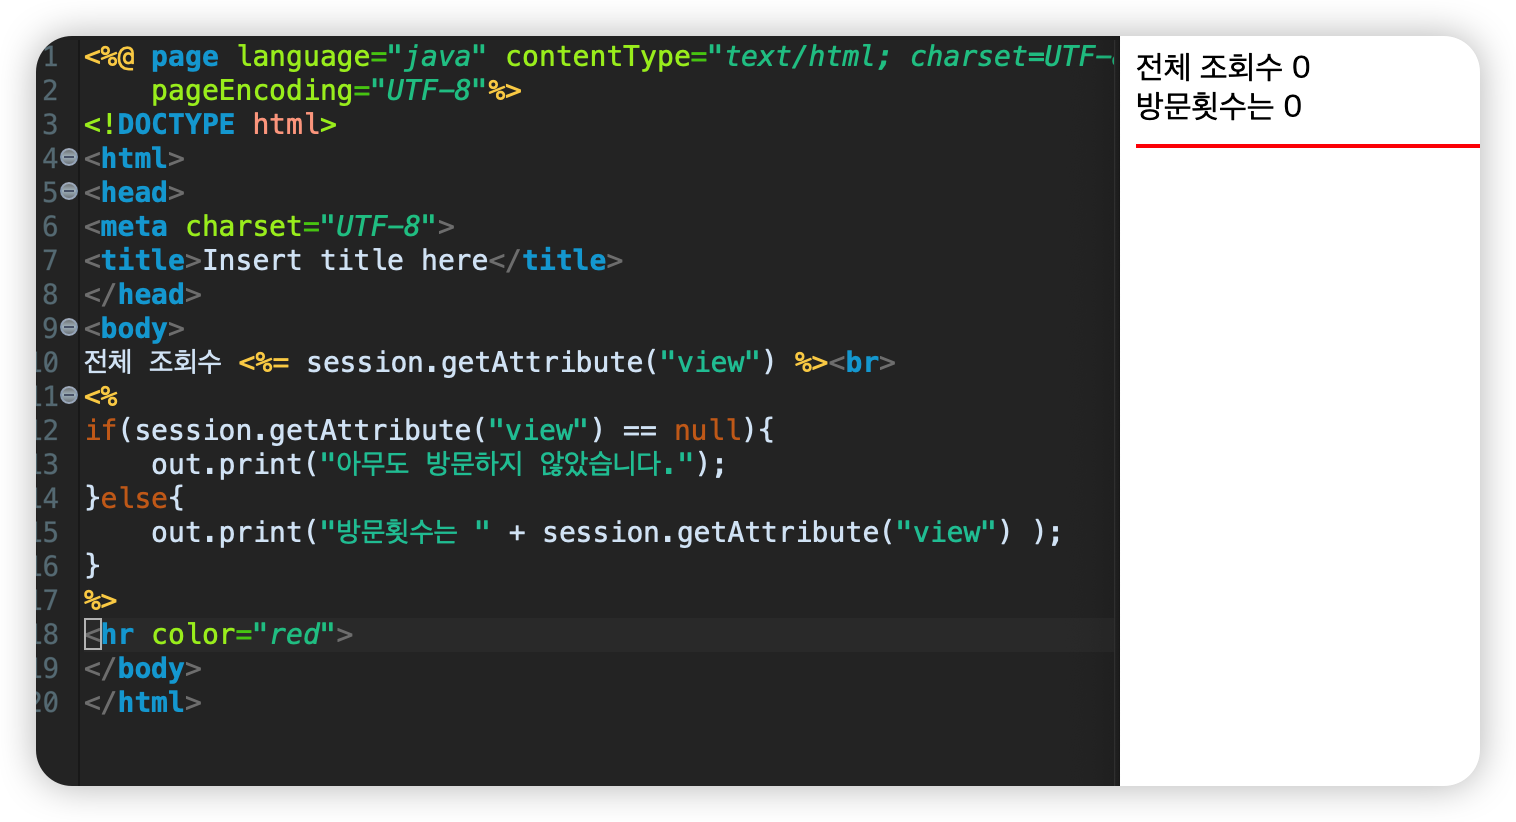 1 <%@ page language="java" contentType="text/html; charset=UTF-8
2     pageEncoding="UTF-8"%>
3 <!DOCTYPE html>
4 <html>
5 <head>
6 <meta charset="UTF-8">
7 <title>Insert title here</title>
8 </head>
9 <body>
10 전체 조회수 <%= session.getAttribute("view") %><br>
11 <%
12 if(session.getAttribute("view") == null){
13     out.print("아무도 방문하지 않았습니다.");
14 }else{
15     out.print("방문횟수는 " + session.getAttribute("view") );
16 }
17 %>
18 <hr color="red">
19 </body>
20 </html>
전체 조회수 0
방문횟수는 0